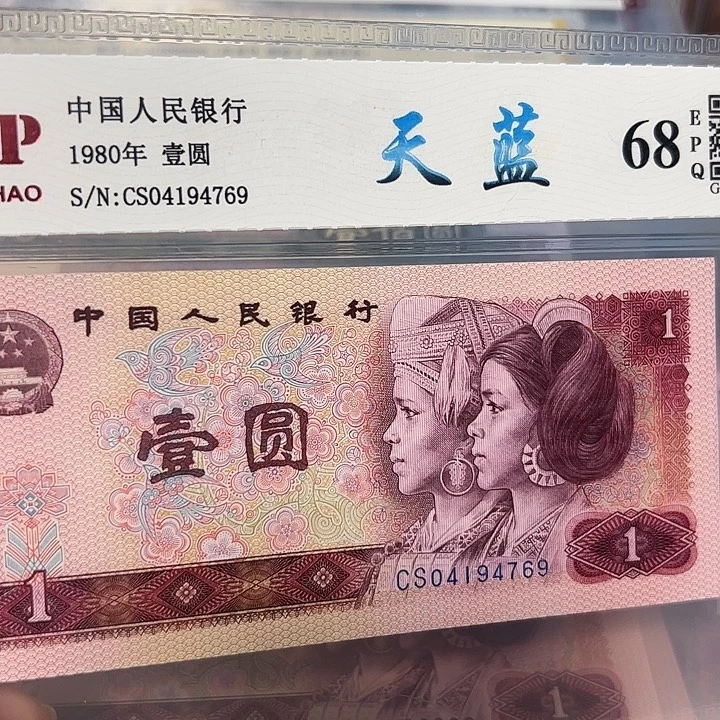 中国人民银行
1980年 壹圆
S/N:CS04194769
P
HAO
天蓝
68
EPQ
G
中国人民银行
壹圆
1
1
1
CS04194769
1